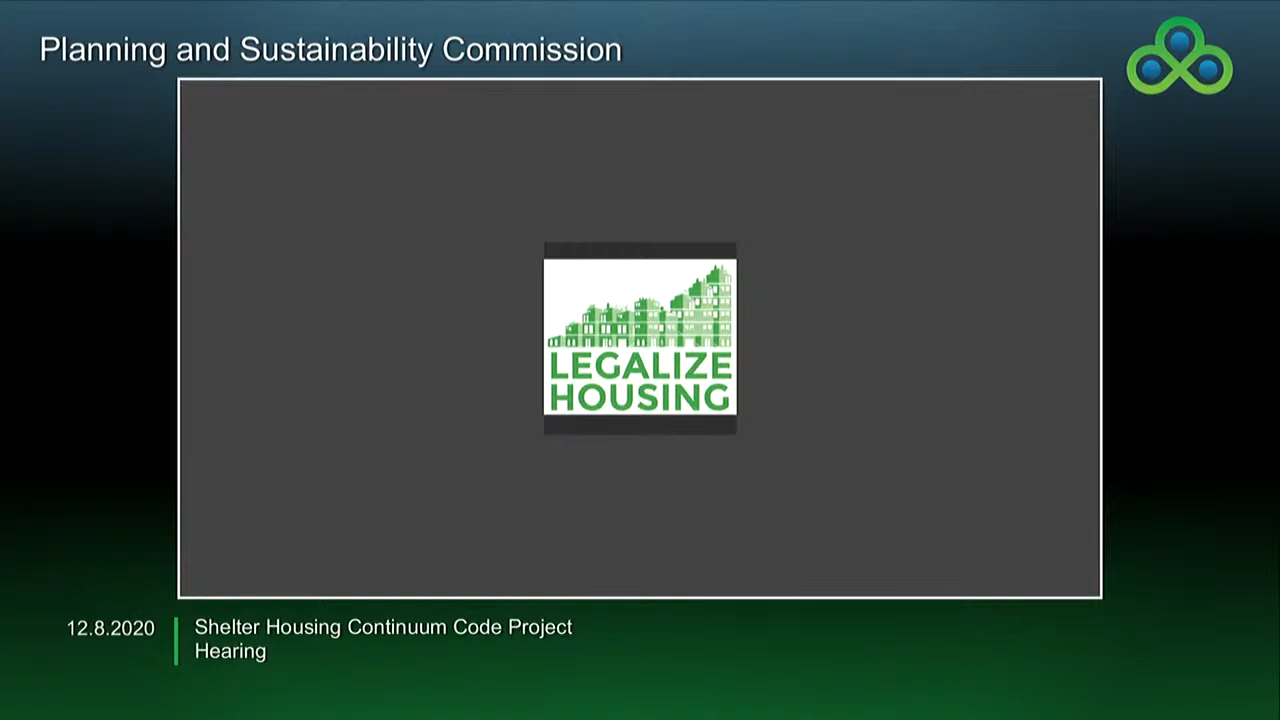 Planning and Sustainability Commission
LEGALIZE
HOUSING
12.8.2020
Shelter Housing Continuum Code Project
Hearing